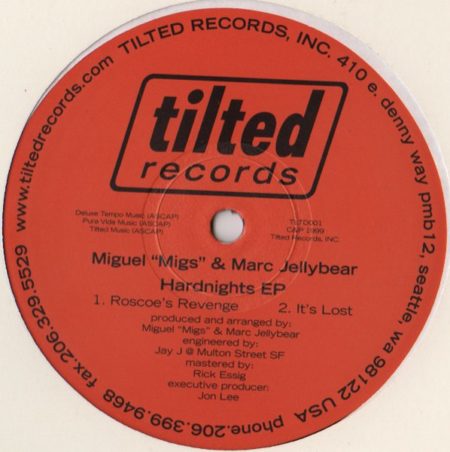 TILTED RECORDS, INC. 410 e. denny way pmb12, seattle, wa 98122 USA phone.206.399.9468 fax.206.329.5529 www.tiltedrecords.com
tilted
records
Deluxe Tempo Music (ASCAP)
Pura Vida Music (ASCAP)
Tilted Music (ASCAP)
TLTD001
C&P 1999
Tilted Records, INC.
Miguel "Migs" & Marc Jellybear
Hardnights EP
1. Roscoe's Revenge
2. It's Lost
produced and arranged by:
Miguel "Migs" & Marc Jellybear
engineered by:
Jay J @ Multon Street SF
mastered by:
Rick Essig
executive producer:
Jon Lee